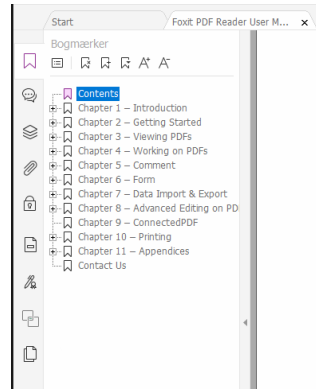 Start
Foxit PDF Reader User M...
Bogmærker
Contents
Chapter 1 – Introduction
Chapter 2 – Getting Started
Chapter 3 – Viewing PDFs
Chapter 4 – Working on PDFs
Chapter 5 – Comment
Chapter 6 – Form
Chapter 7 – Data Import & Export
Chapter 8 – Advanced Editing on PD
Chapter 9 – ConnectedPDF
Chapter 10 – Printing
Chapter 11 – Appendices
Contact Us